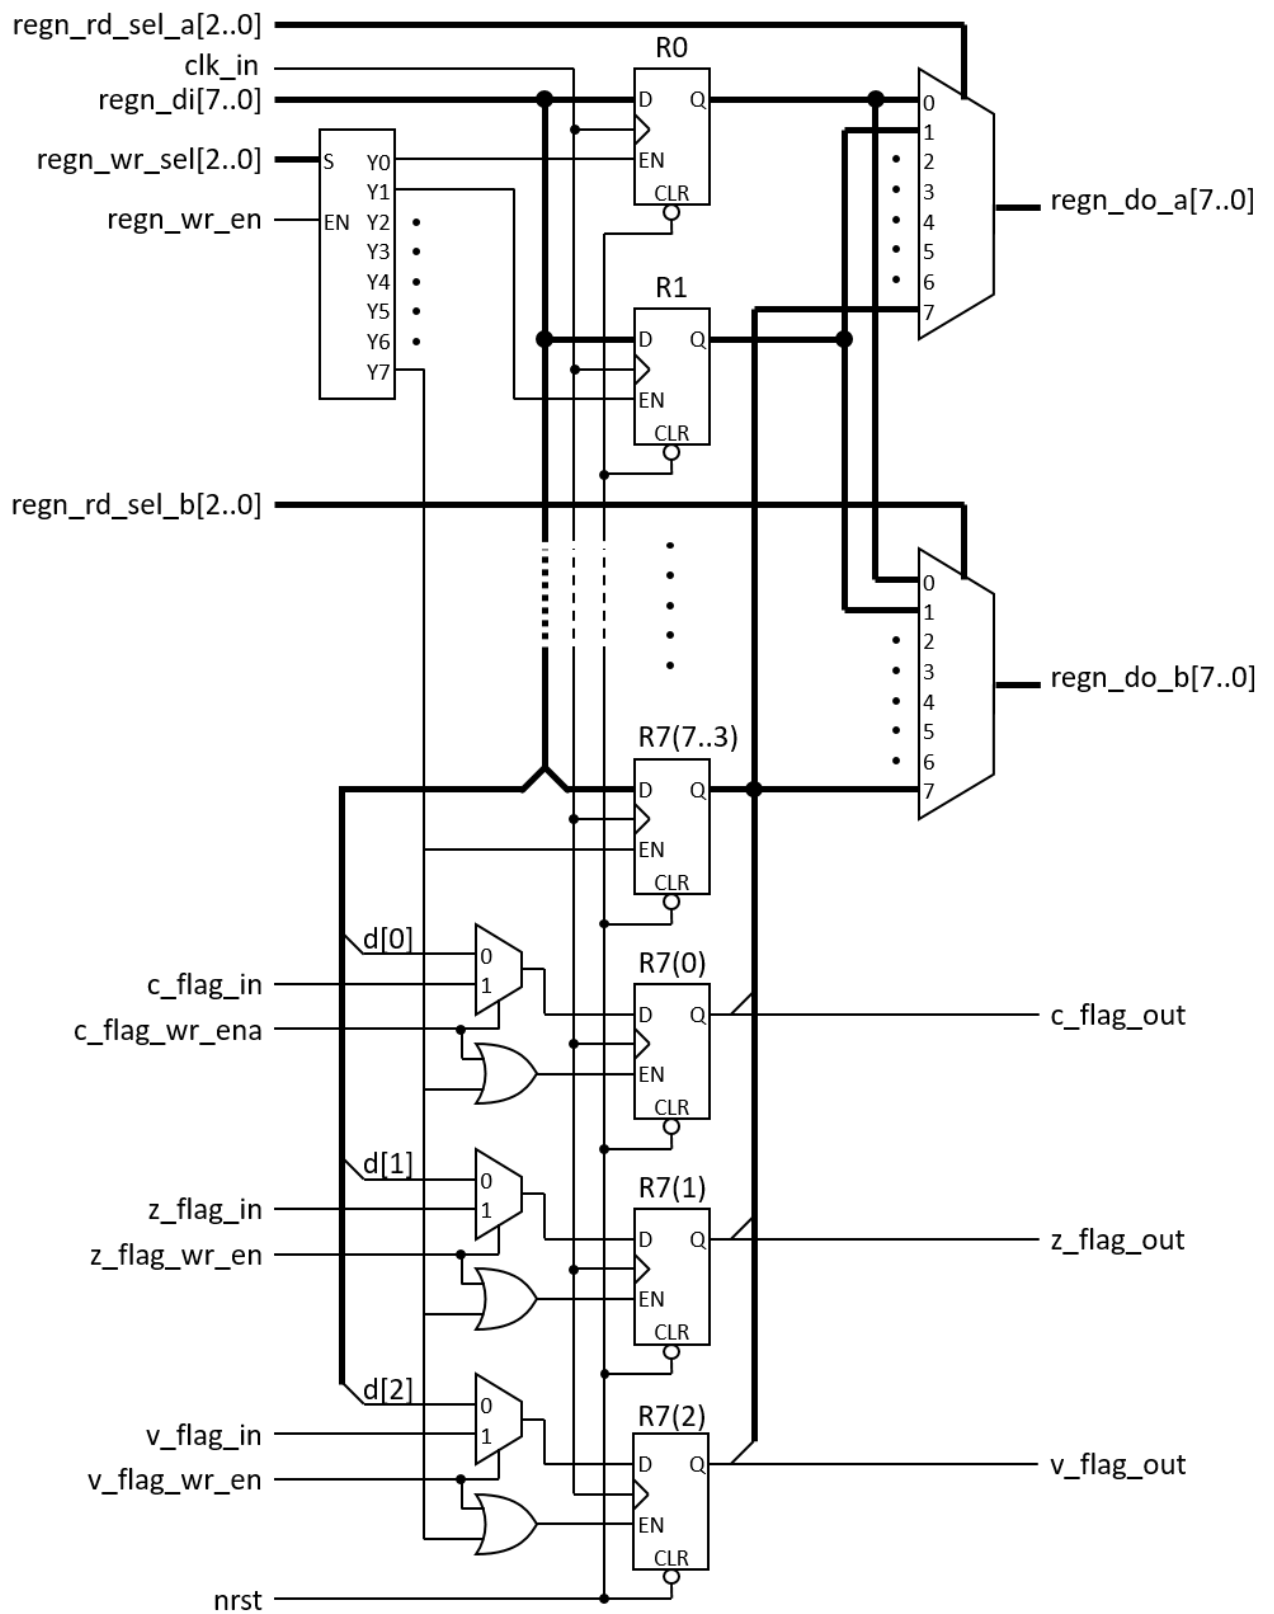 regn_rd_sel_a[2..0]
clk_in
regn_di[7..0]
regn_wr_sel[2..0]
regn_wr_en
S
EN
Y0
Y1
Y2
Y3
Y4
Y5
Y6
Y7
R0
D Q
EN
CLR
0
1
2
3
4
5
6
7
regn_do_a[7..0]
R1
D Q
EN
CLR
regn_rd_sel_b[2..0]
0
1
2
3
4
5
6
7
regn_do_b[7..0]
R7(7..3)
D Q
EN
CLR
d[0]
c_flag_in
c_flag_wr_ena
0
1
R7(0)
D Q
EN
CLR
c_flag_out
d[1]
z_flag_in
z_flag_wr_en
0
1
R7(1)
D Q
EN
CLR
z_flag_out
d[2]
v_flag_in
v_flag_wr_en
0
1
R7(2)
D Q
EN
CLR
v_flag_out
nrst